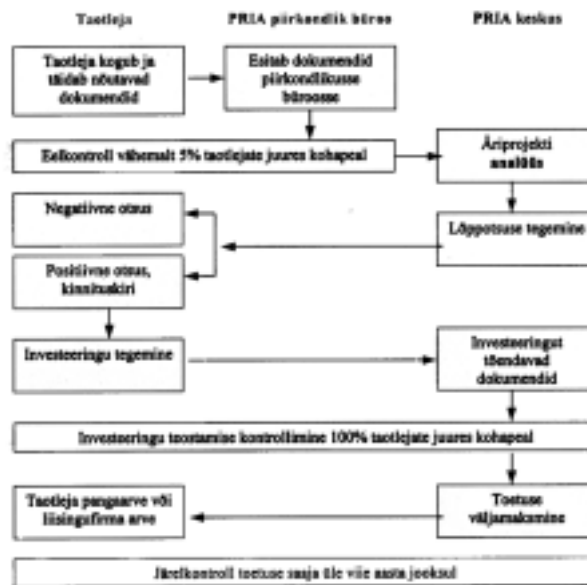 Taotleja
PRIA piirkondlik büroo
PRIA keskus
Taotleja kogub ja
täidab nõutavad
dokumendid
Esitab dokumendid
piirkondlikusse
büroosse
Eelkontroll vähemalt 5% taotlejate juures kohapeal
Äriprojekti
analüüs
Negatiivne otsus
Lõppotsuse tegemine
Positiivne otsus,
kinnituskiri
Investeeringu tegemine
Investeeringut
tõendavad
dokumendid
Investeeringu teostamise kontrollimine 100% taotlejate juures kohapeal
Taotleja pangaarve või
liisingufirma arve
Toetuse
väljamaksmine
Järelkontroll toetuse saaja üle viie aasta jooksul